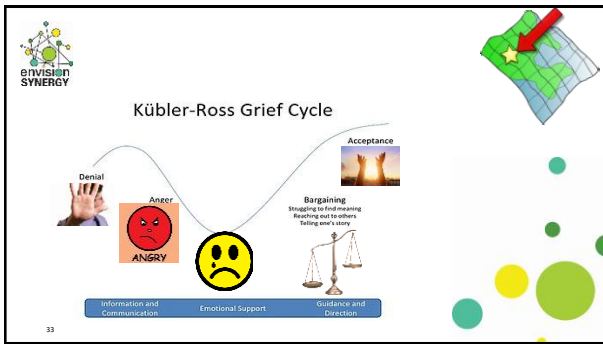 envision
SYNERGY
Kübler-Ross Grief Cycle
Denial
Anger
ANGRY
Bargaining
Struggling to find meaning
Reaching out to others
Telling one's story
Acceptance
Information and
Communication
Emotional Support
Guidance and
Direction
33